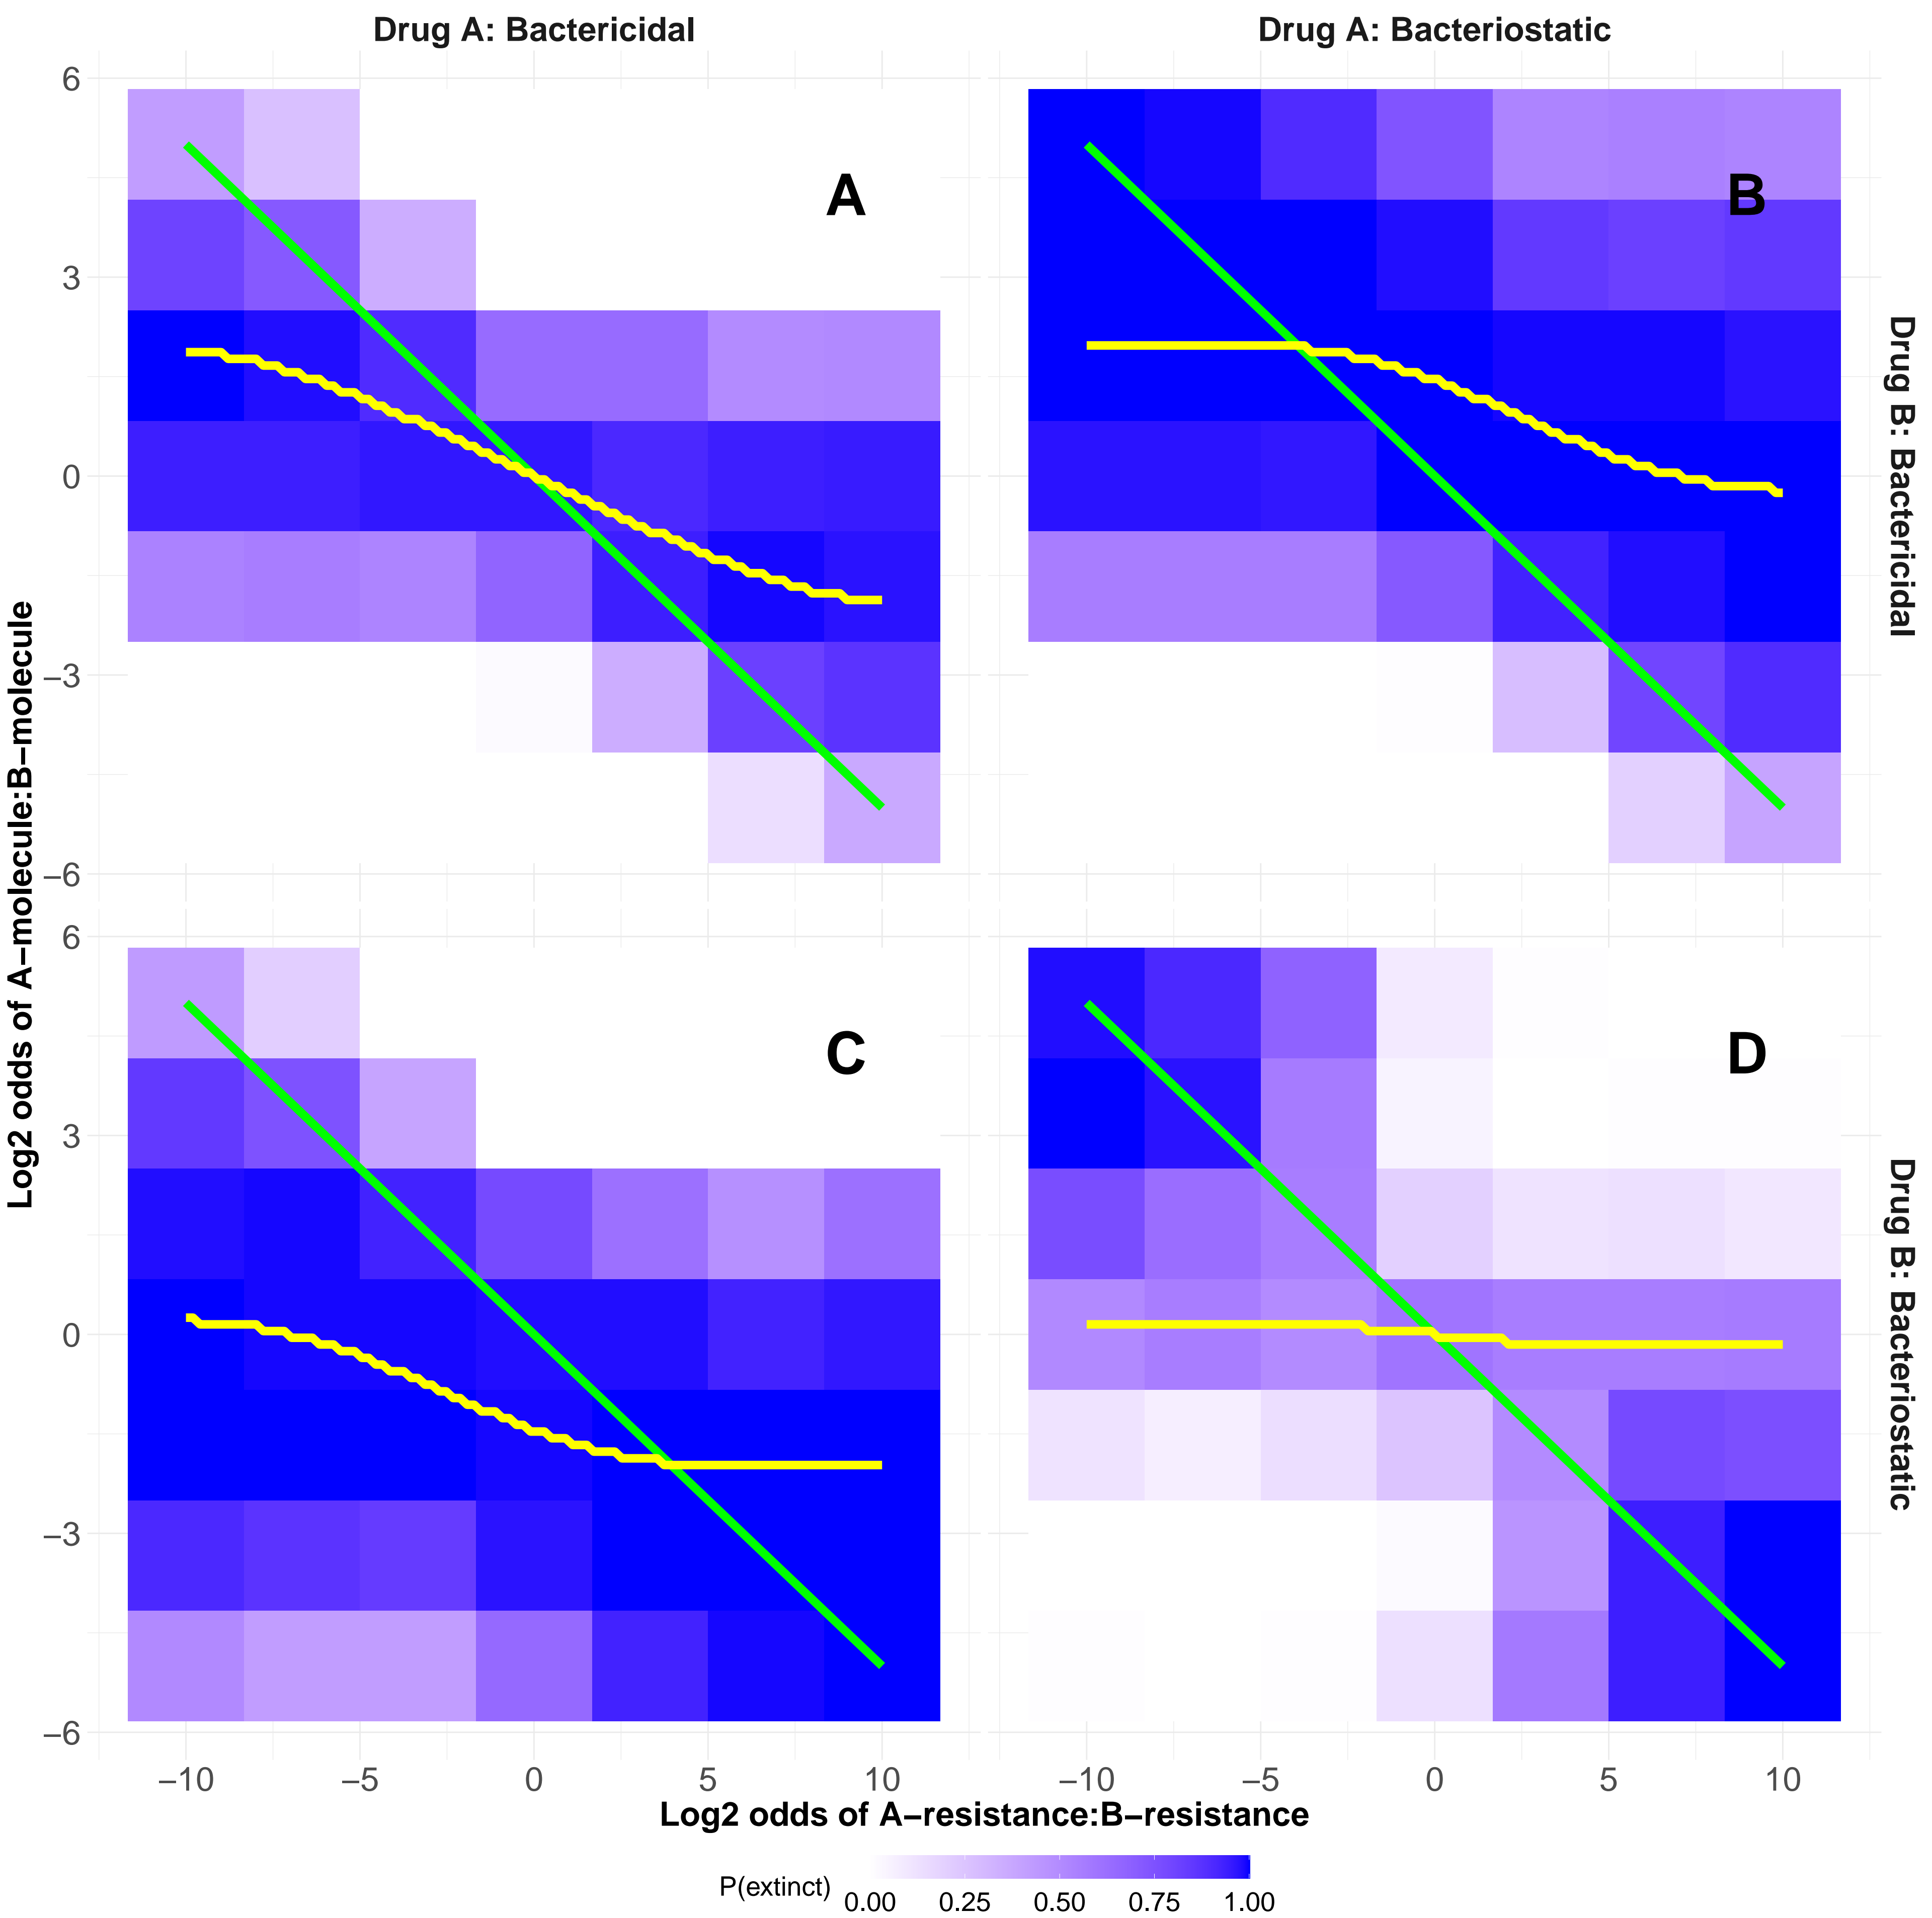 Drug A: Bactericidal
Drug A: Bacteriostatic
6
3
0
−3
−6
A
B
Drug B: Bactericidal
Log2 odds of A−molecule:B−molecule
6
3
0
−3
−6
C
D
Drug B: Bacteriostatic
−10
−5
0
5
10
−10
−5
0
5
10
Log2 odds of A−resistance:B−resistance
P(extinct)
0.00
0.25
0.50
0.75
1.00